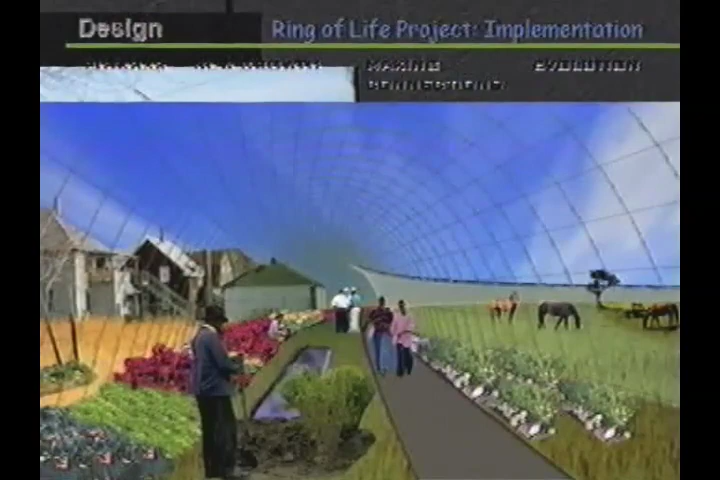 Design
Ring of Life Project: Implementation
MAKING
EVOLUTION
CONNECTIONS